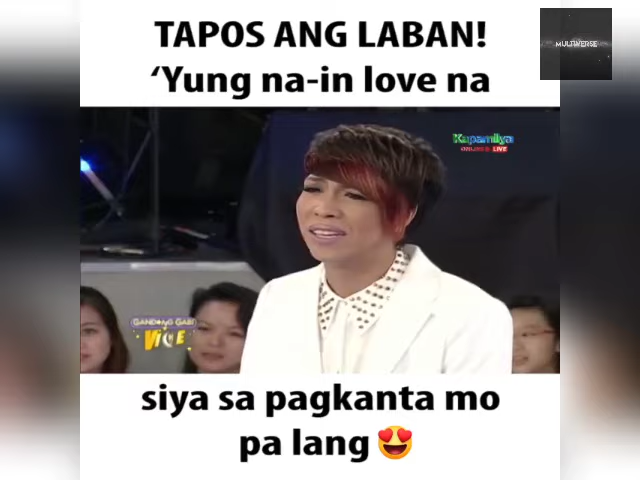 TAPOS ANG LABAN!
‘Yung na-in love na
MULTIVERSE
Kapamilya
ONLINE LIVE
GANDANG GABI
VICE
siya sa pagkanta mo
pa lang 😍